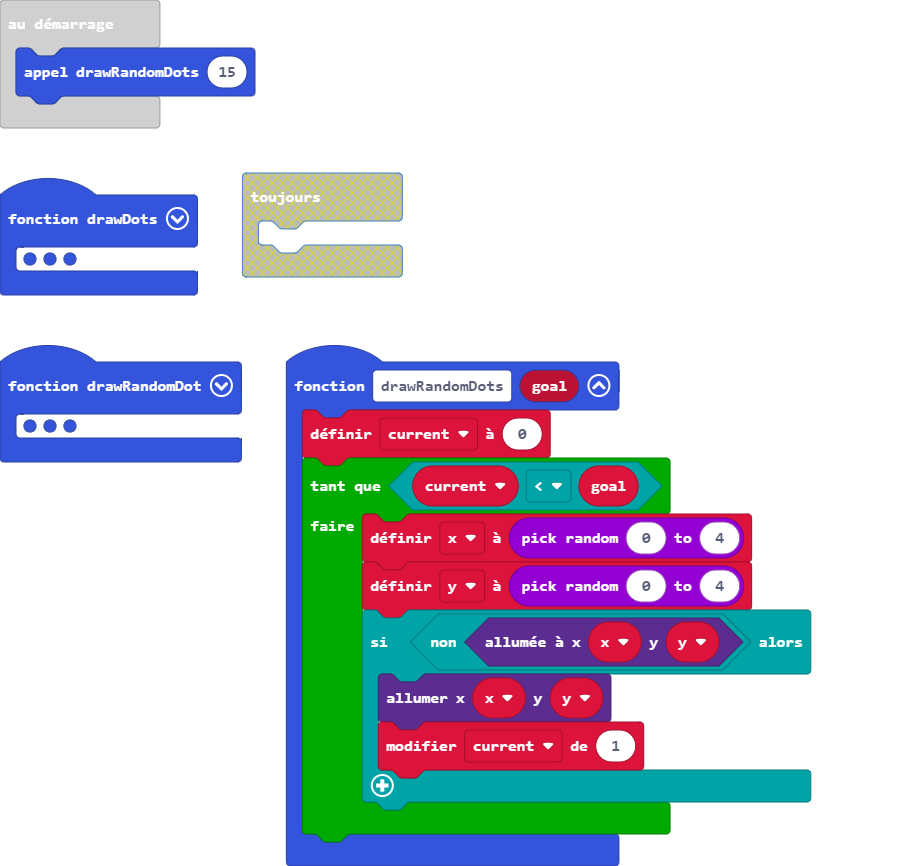 au démarrage
appel drawRandomDots 15
fonction drawDots
toujours
fonction drawRandomDot
fonction drawRandomDots goal
définir current à 0
tant que current < goal
faire
définir x à pick random 0 to 4
définir y à pick random 0 to 4
si non allumée à x x y y alors
allumer x x y y
modifier current de 1